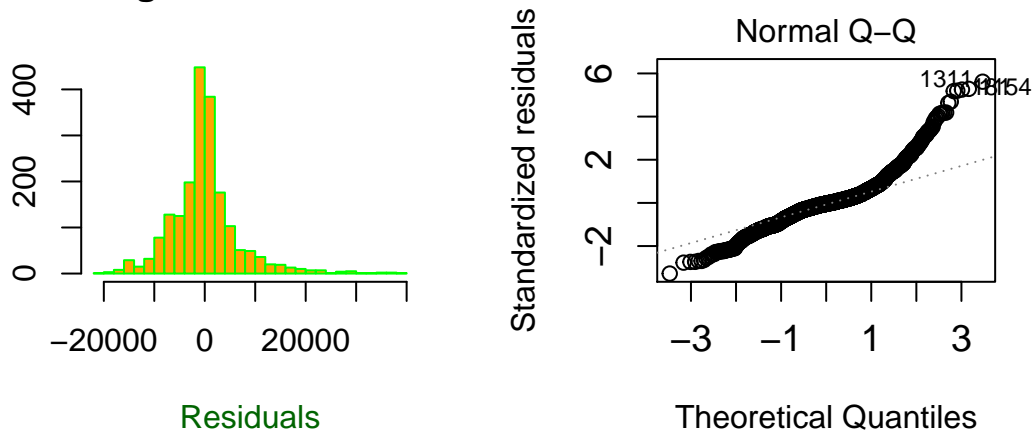 400
200
0
−20000 0 20000
Residuals
Normal Q−Q
Standardized residuals
6
2
−2
−3 −1 1 3
Theoretical Quantiles
1311